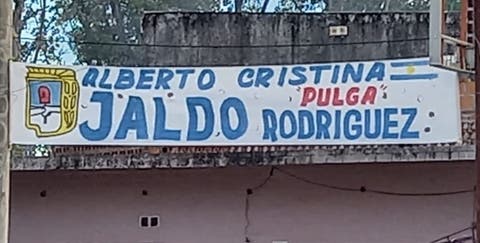 ALBERTO CRISTINA
"PULGA"
JALDO RODRIGUEZ